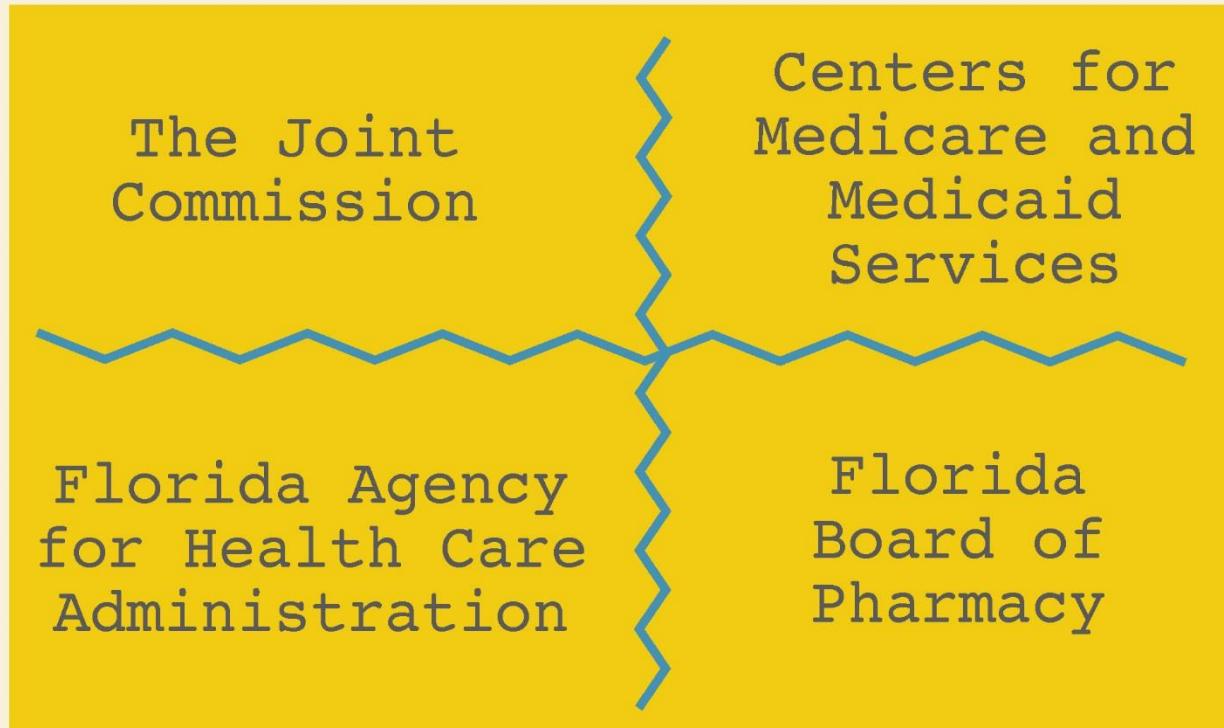 The Joint
Commission
Centers for
Medicare and
Medicaid
Services
Florida Agency
for Health Care
Administration
Florida
Board of
Pharmacy